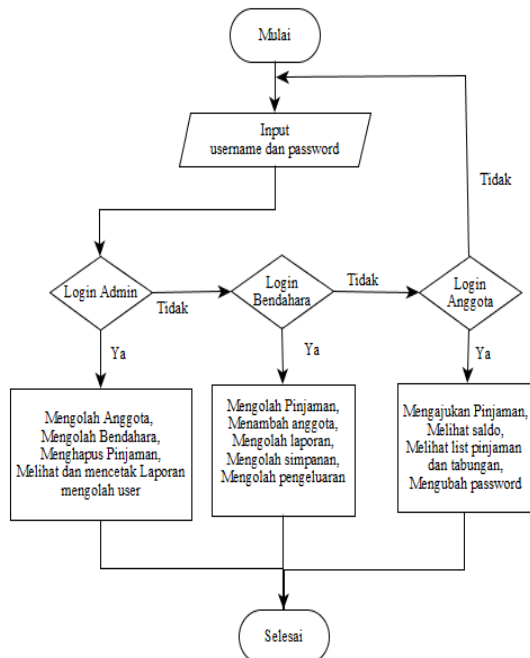 Mulai
Input
username dan password
Tidak
Login Admin
Tidak
Login
Bendahara
Tidak
Login
Anggota
Ya
Ya
Ya
Mengolah Anggota,
Mengolah Bendahara,
Menghapus Pinjaman,
Melihat dan mencetak Laporan
mengolah user
Mengolah Pinjaman,
Menambah anggota,
Mengolah laporan,
Mengolah simpanan,
Mengolah pengeluaran
Mengajukan Pinjaman,
Melihat saldo,
Melihat list pinjaman
dan tabungan,
Mengubah password
Selesai